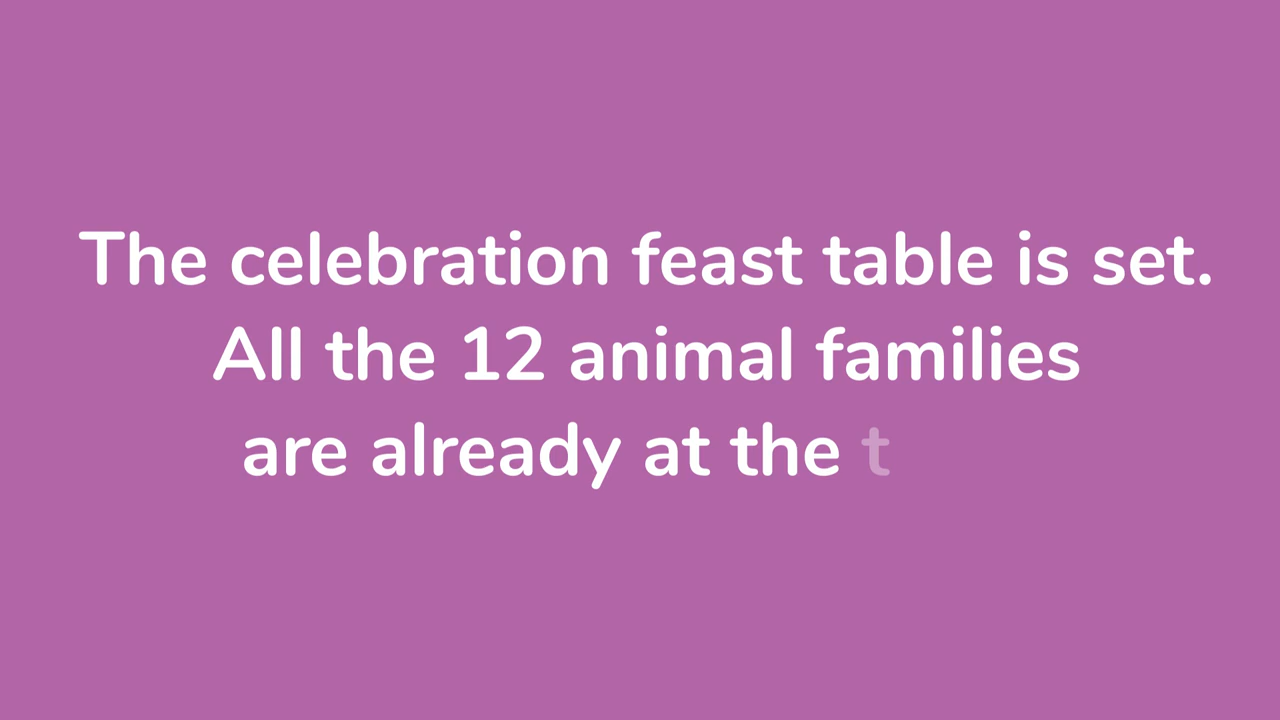 The celebration feast table is set.
All the 12 animal families
are already at the t